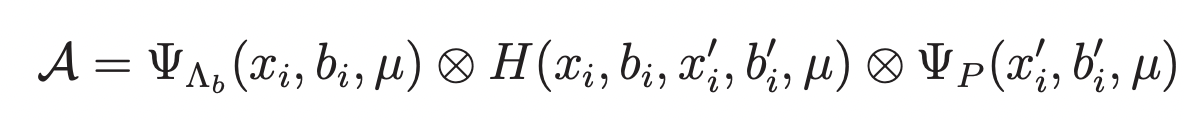 𝒜 = Ψ_{Λ_b}(x_i, b_i, μ) ⊗ H(x_i, b_i, x′_i, b′_i, μ) ⊗ Ψ_P(x′_i, b′_i, μ)